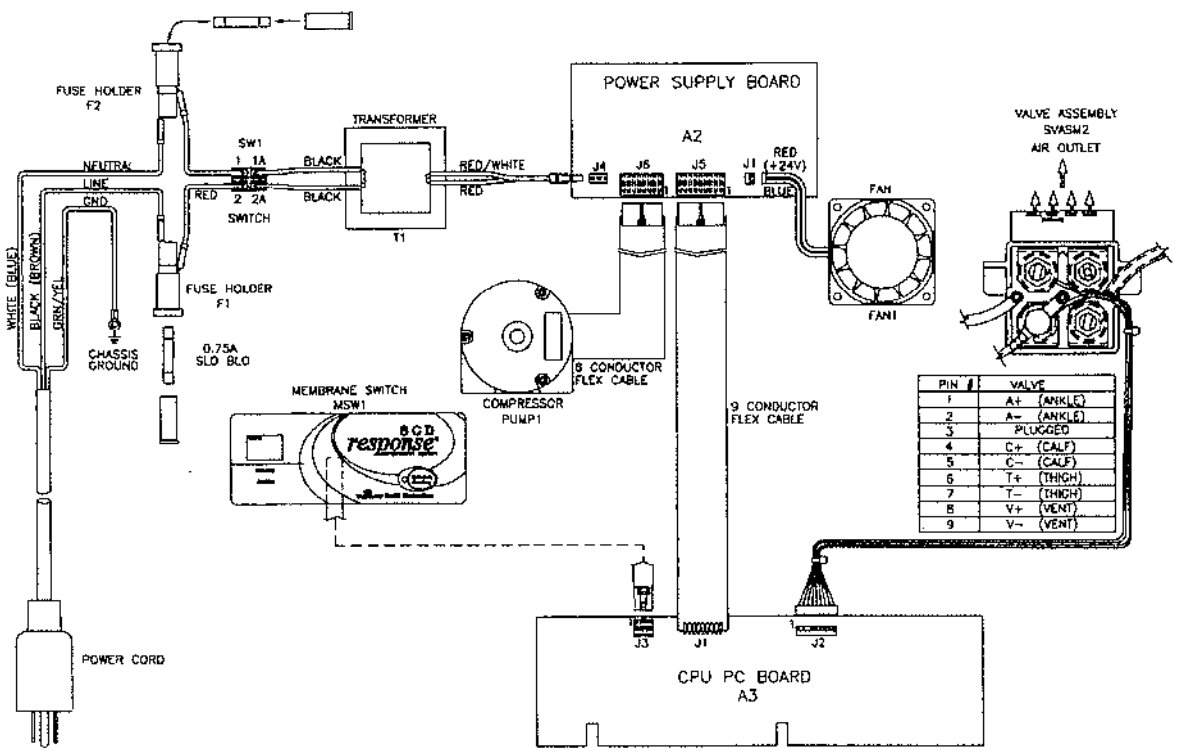 POWER SUPPLY BOARD
A2
J4
J6
J5
J1
1
1
RED
(+24V)
BLUE
FUSE HOLDER
F2
NEUTRAL
LINE
GND
RED
SW1
1 1A
2 2A
SWITCH
BLACK
BLACK
TRANSFORMER
T1
RED/WHITE
RED
WHITE (BLUE)
BLACK (BROWN)
GRN/YEL
FUSE HOLDER
F1
CHASSIS
GROUND
0.75A
SLO BLO
POWER CORD
FAN
FAN1
VALVE ASSEMBLY
SVASM2
AIR OUTLET
COMPRESSOR
PUMP1
6 CONDUCTOR
FLEX CABLE
9 CONDUCTOR
FLEX CABLE
MEMBRANE SWITCH
MSW1
SCD
response
PIN # VALVE
1 A+ (ANKLE)
2 A- (ANKLE)
3 PLUGGED
4 C+ (CALF)
5 C- (CALF)
6 T+ (THIGH)
7 T- (THIGH)
8 V+ (VENT)
9 V- (VENT)
1
J3
J1
1
J2
CPU PC BOARD
A3